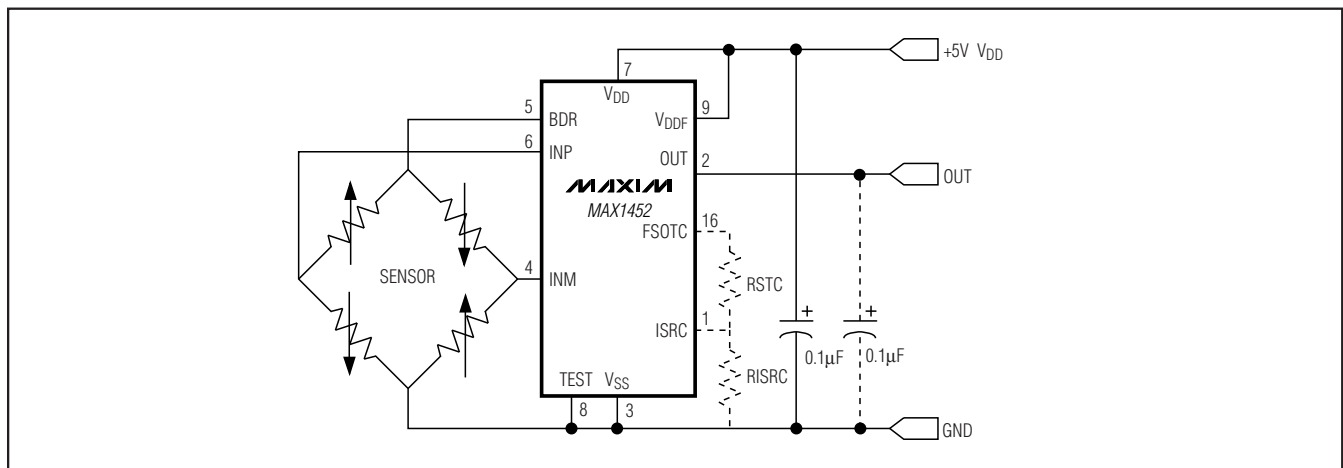 +5V VDD
7
VDD
5
BDR
9
VDDF
6
INP
OUT
2
OUT
MAXIM
MAX1452
16
FSOTC
4
INM
SENSOR
RSTC
1
ISRC
+
0.1μF
+
0.1μF
RISRC
TEST
VSS
8
3
GND